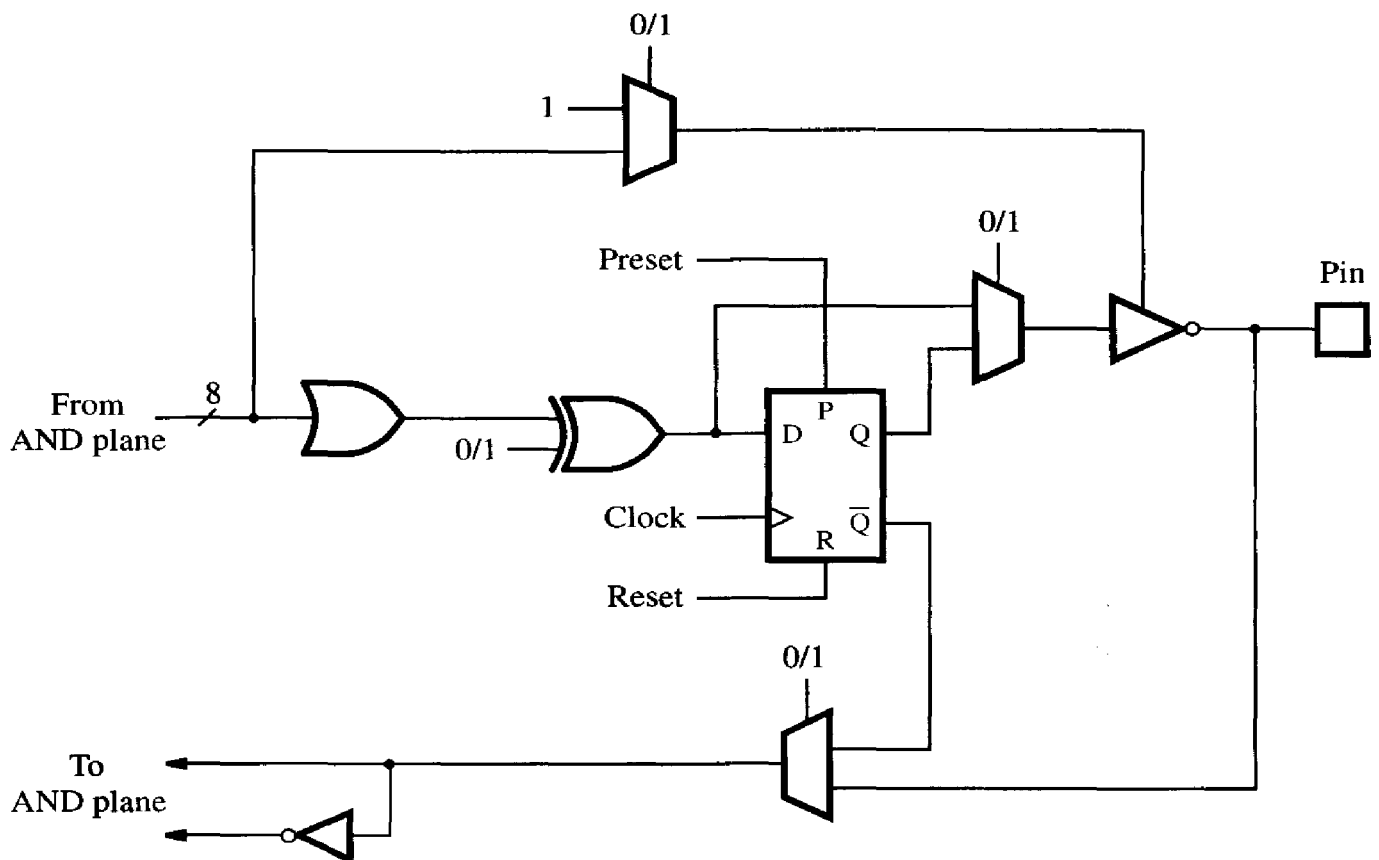 0/1
1
0/1
Preset
Pin
8
From
AND plane
0/1
D
P
Q
Clock
Q̅
R
Reset
0/1
To
AND plane